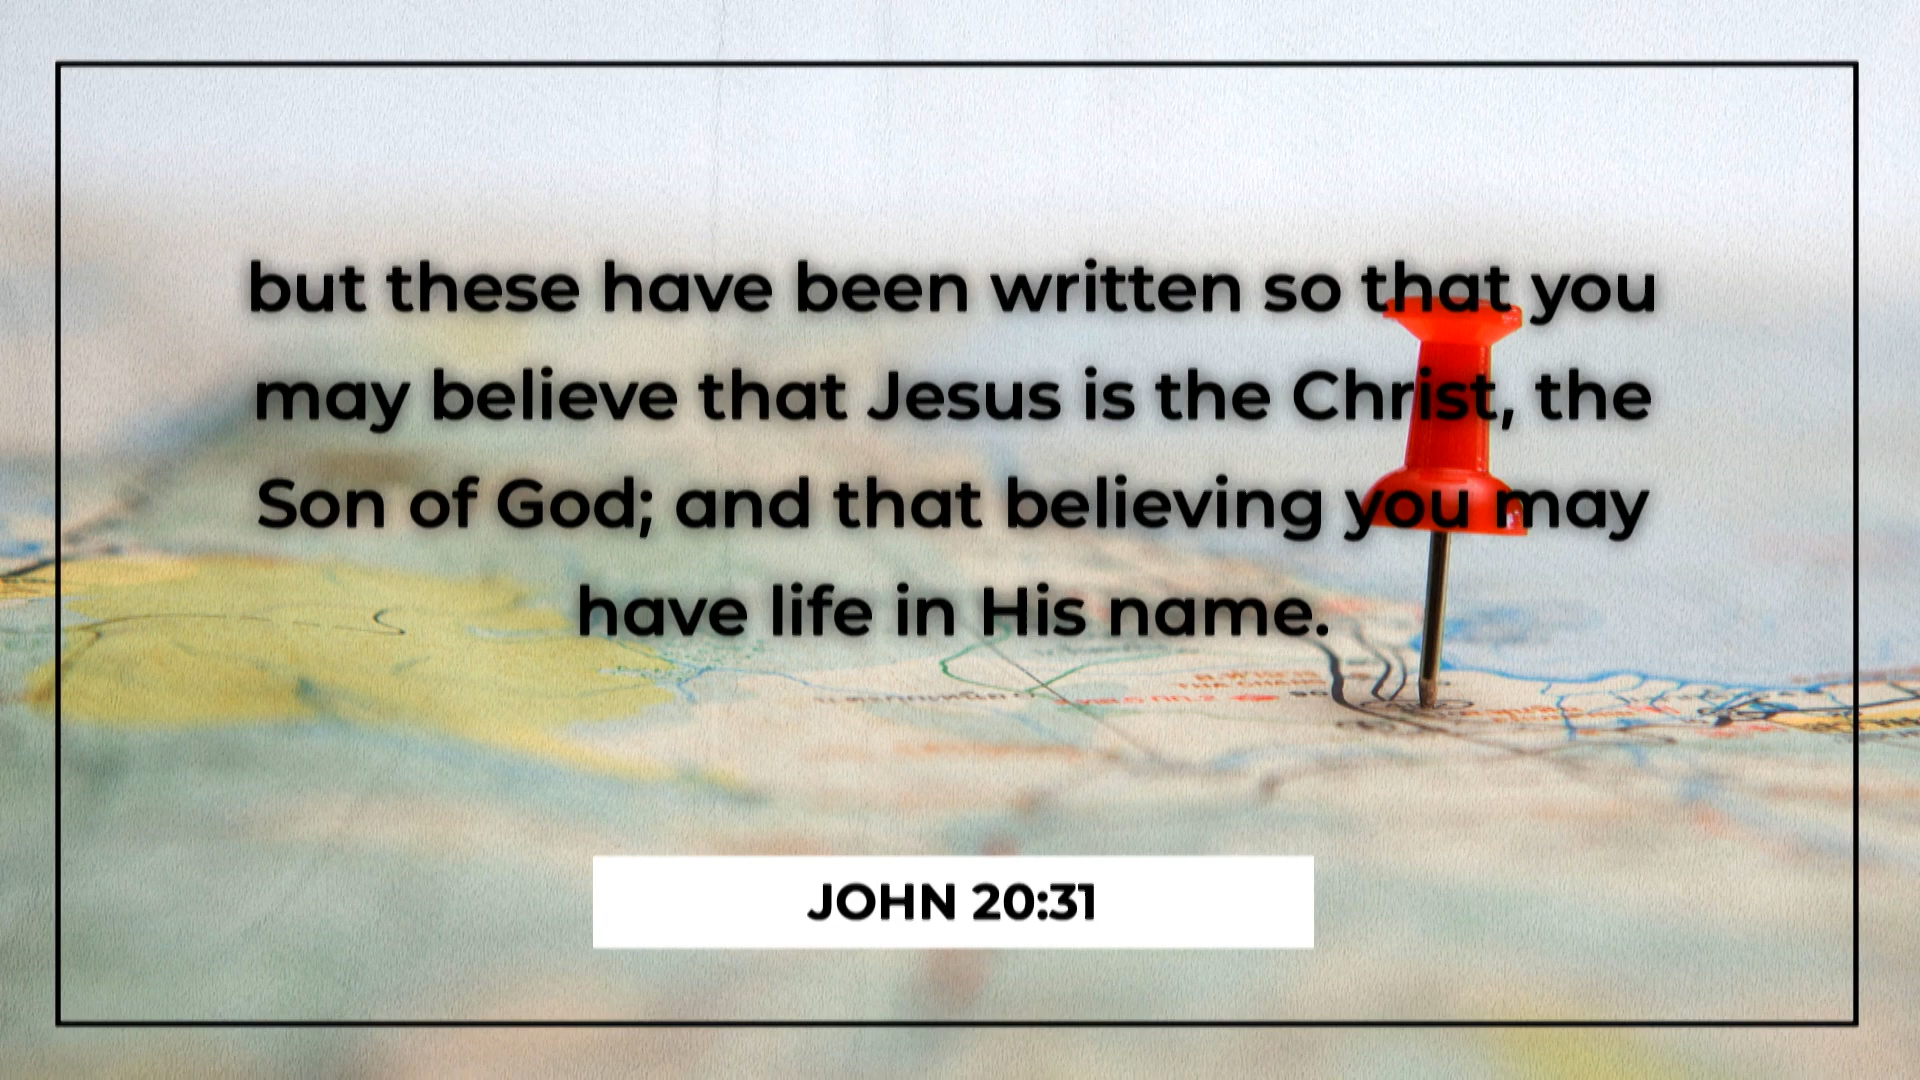 but these have been written so that you
may believe that Jesus is the Christ, the
Son of God; and that believing you may
have life in His name.
JOHN 20:31